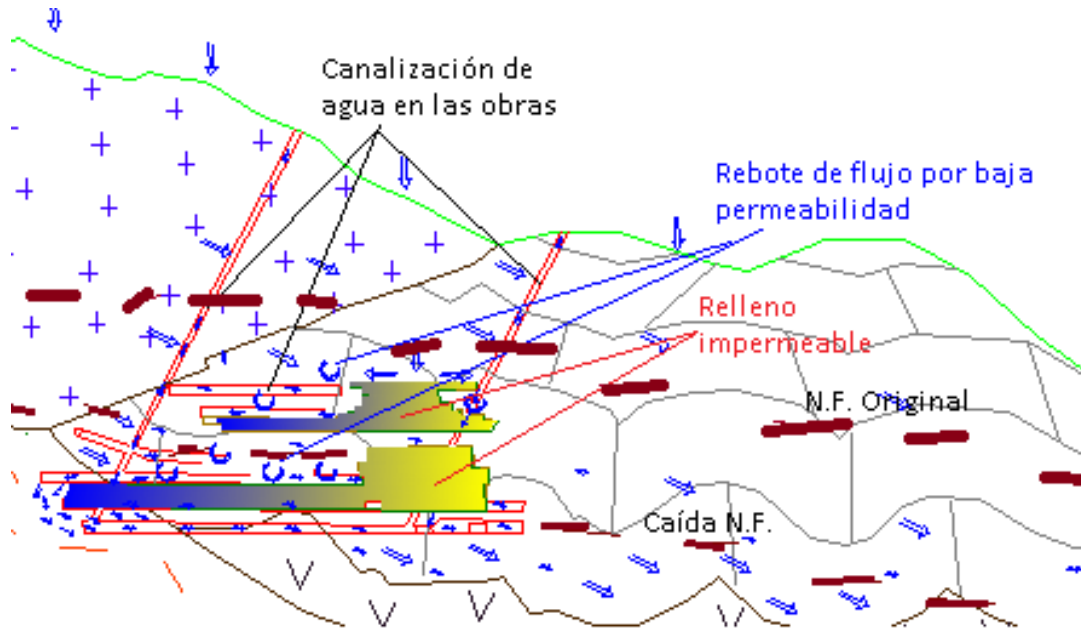 Canalización de
agua en las obras
Rebote de flujo por baja
permeabilidad
Relleno
impermeable
N.F. Original
Caída N.F.